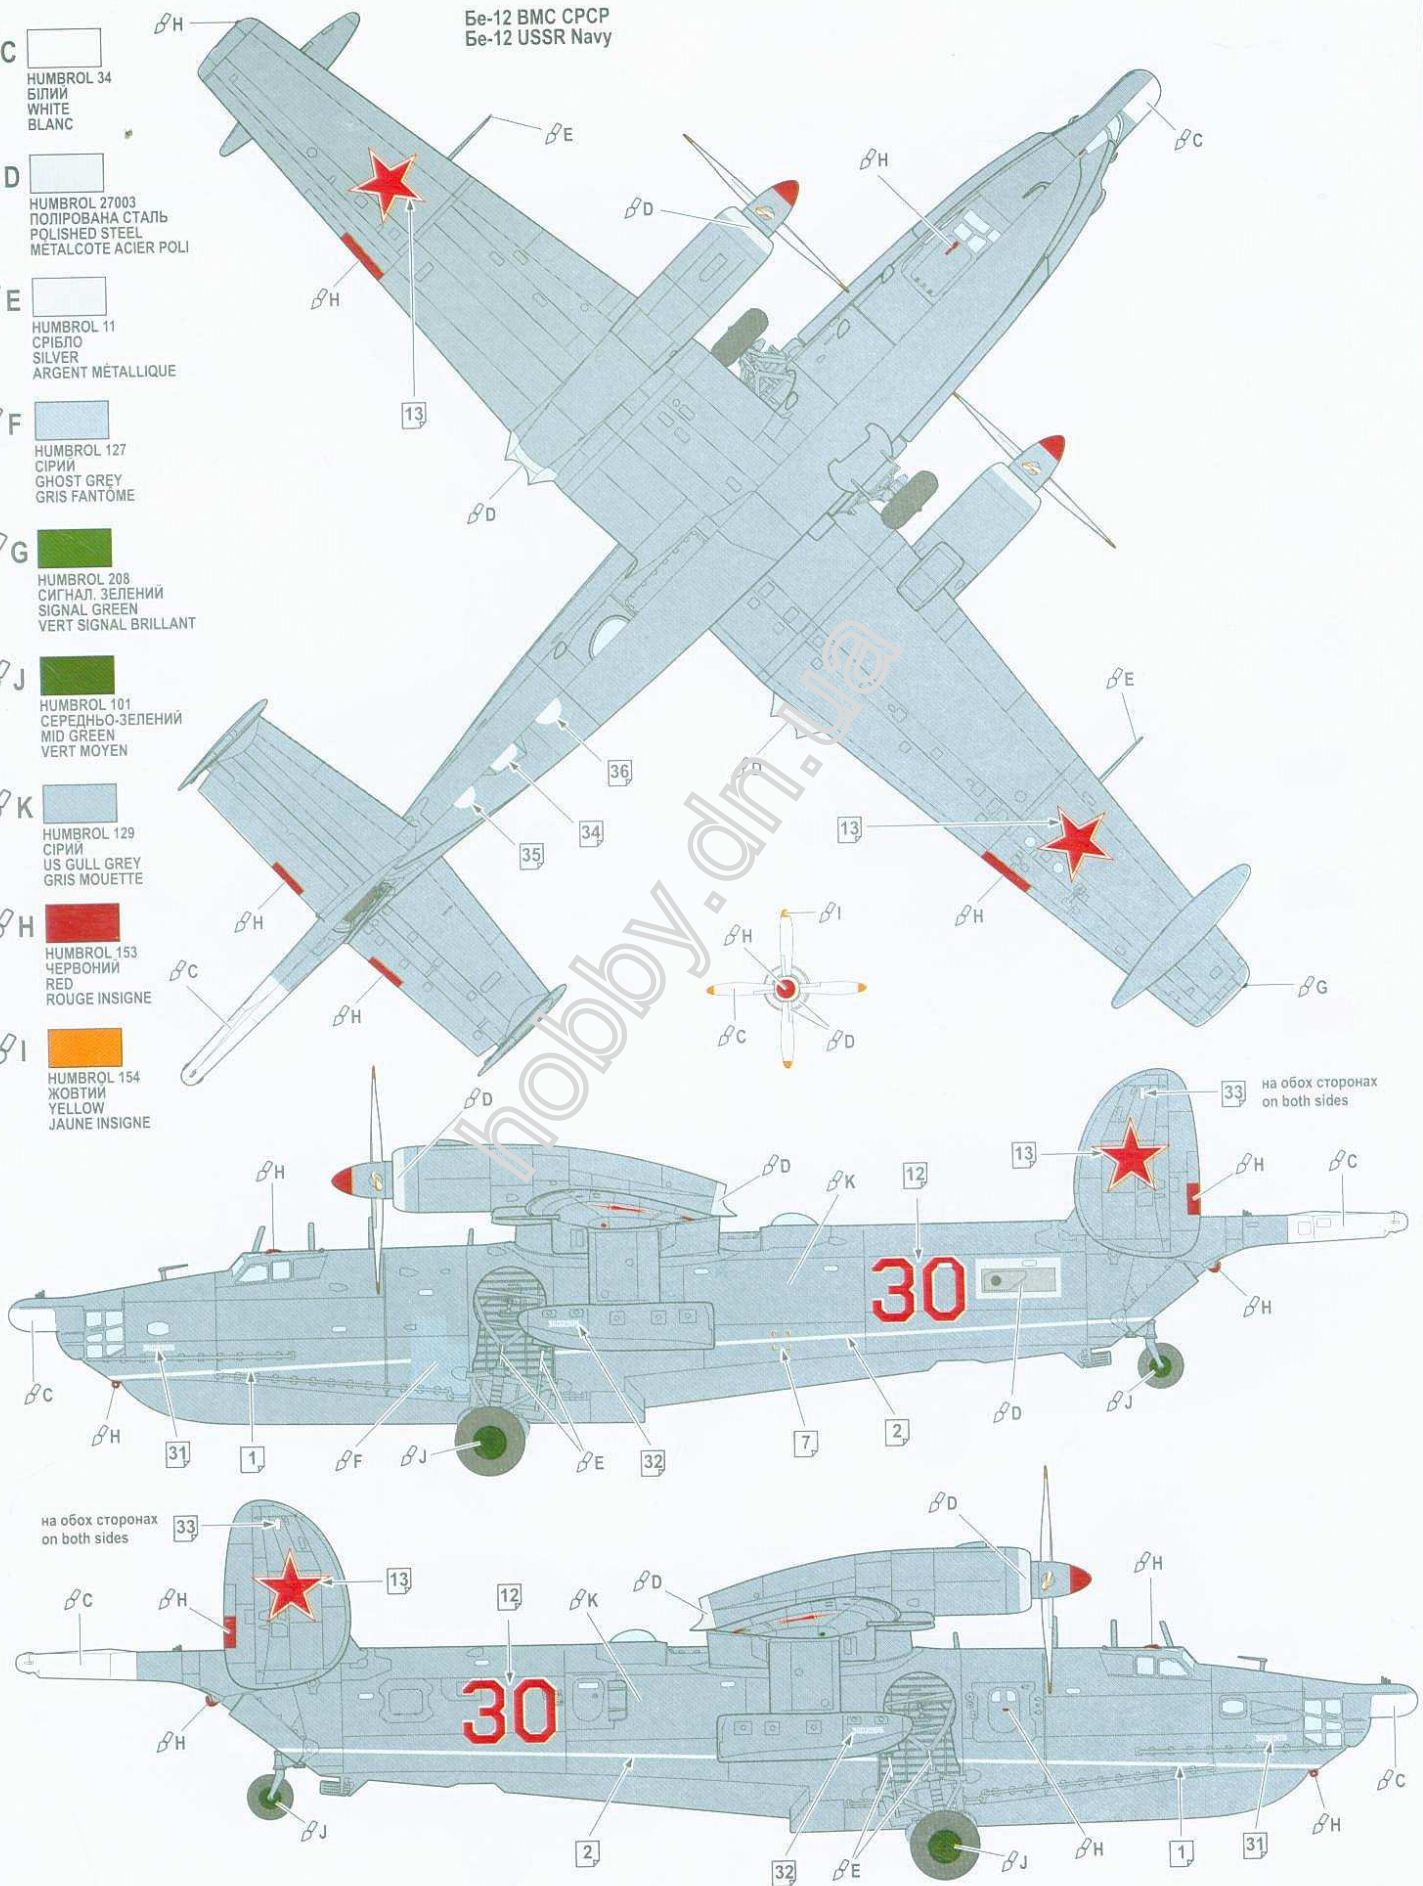 Бе-12 ВМС СРСР
Бе-12 USSR Navy
C
HUMBROL 34
БІЛИЙ
WHITE
BLANC
D
HUMBROL 27003
ПОЛІРОВАНА СТАЛЬ
POLISHED STEEL
METALCOTE ACIER POLI
E
HUMBROL 11
СРІБЛО
SILVER
ARGENT MÉTALLIQUE
F
HUMBROL 127
СІРИЙ
GHOST GREY
GRIS FANTÔME
G
HUMBROL 208
СИГНАЛ. ЗЕЛЕНИЙ
SIGNAL GREEN
VERT SIGNAL BRILLANT
J
HUMBROL 101
СЕРЕДНЬО-ЗЕЛЕНИЙ
MID GREEN
VERT MOYEN
K
HUMBROL 129
СІРИЙ
US GULL GREY
GRIS MOUETTE
H
HUMBROL 153
ЧЕРВОНИЙ
RED
ROUGE INSIGNE
I
HUMBROL 154
ЖОВТИЙ
YELLOW
JAUNE INSIGNE
H
E
C
H
D
H
13
D
E
D
36
34
35
13
H
H
H
C
G
I
H
C
D
hobby.dn.ua
D
33
на обох сторонах
on both sides
13
H
C
H
D
K
12
30
H
C
H
31
1
F
J
E
32
7
2
D
J
на обох сторонах
on both sides
33
13
C
H
12
K
D
D
H
30
H
J
2
32
E
J
H
1
31
H
C